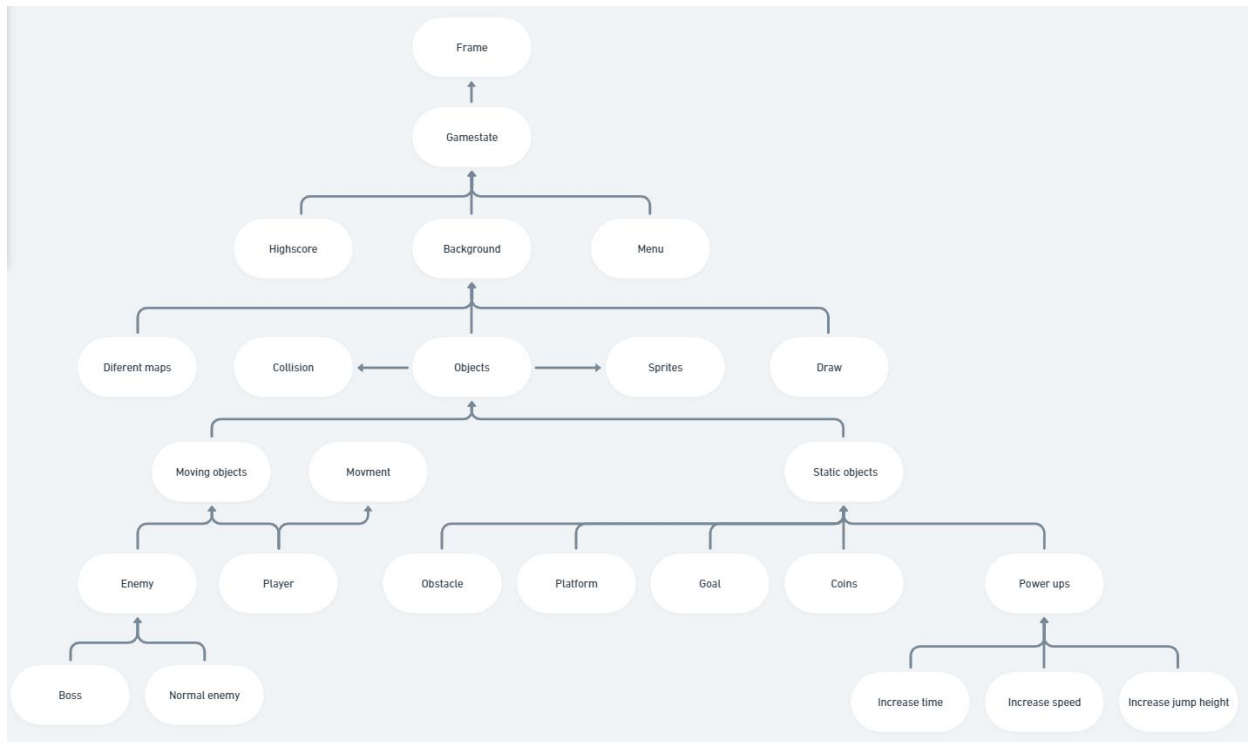 Frame
Gamestate
Highscore
Background
Menu
Diferent maps
Collision
Objects
Sprites
Draw
Moving objects
Movment
Static objects
Enemy
Player
Obstacle
Platform
Goal
Coins
Power ups
Boss
Normal enemy
Increase time
Increase speed
Increase jump height